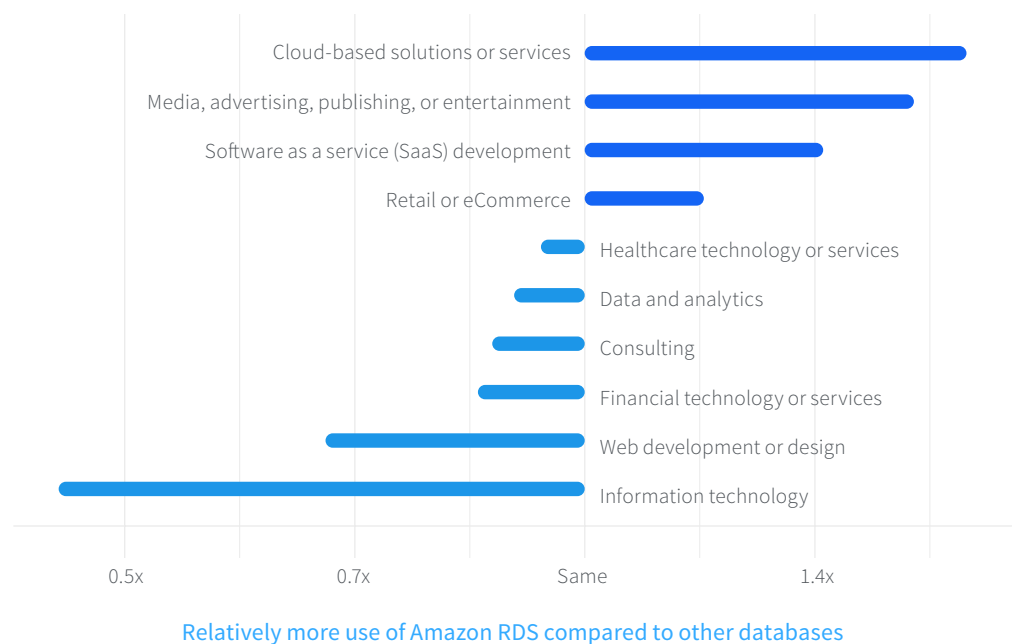 Cloud-based solutions or services
Media, advertising, publishing, or entertainment
Software as a service (SaaS) development
Retail or eCommerce
Healthcare technology or services
Data and analytics
Consulting
Financial technology or services
Web development or design
Information technology
0.5x 0.7x Same 1.4x
Relatively more use of Amazon RDS compared to other databases